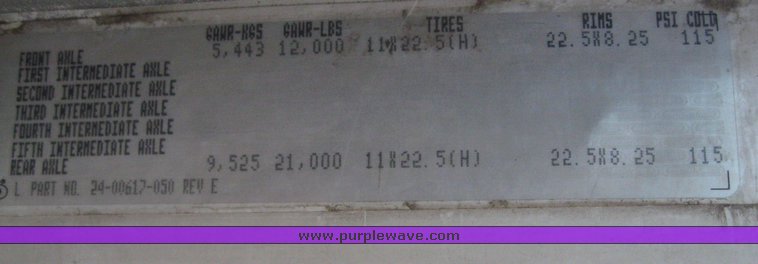 GAWR-KGS GAWR-LBS TIRES RIMS PSI COLD
FRONT AXLE 5,443 12,000 11X22.5(H) 22.5X8.25 115
FIRST INTERMEDIATE AXLE
SECOND INTERMEDIATE AXLE
THIRD INTERMEDIATE AXLE
FOURTH INTERMEDIATE AXLE
FIFTH INTERMEDIATE AXLE
REAR AXLE 9,525 21,000 11X22.5(H) 22.5X8.25 115
L PART NO. 24-00617-050 REV E
www.purplewave.com